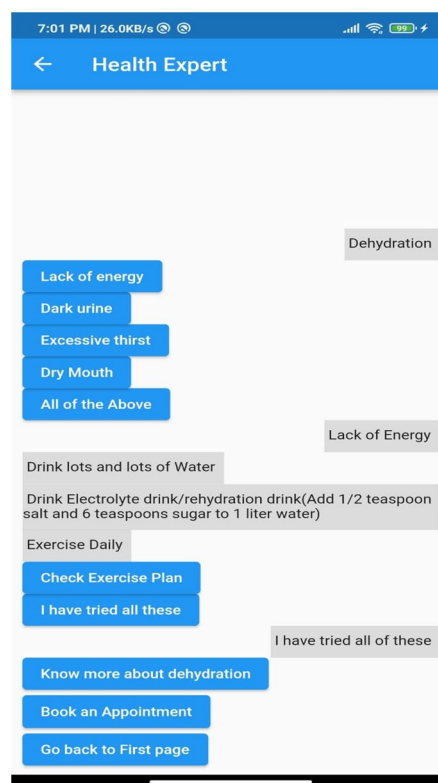 7:01 PM | 26.0KB/s
99
Health Expert
Dehydration
Lack of energy
Dark urine
Excessive thirst
Dry Mouth
All of the Above
Lack of Energy
Drink lots and lots of Water
Drink Electrolyte drink/rehydration drink(Add 1/2 teaspoon
salt and 6 teaspoons sugar to 1 liter water)
Exercise Daily
Check Exercise Plan
I have tried all these
I have tried all of these
Know more about dehydration
Book an Appointment
Go back to First page